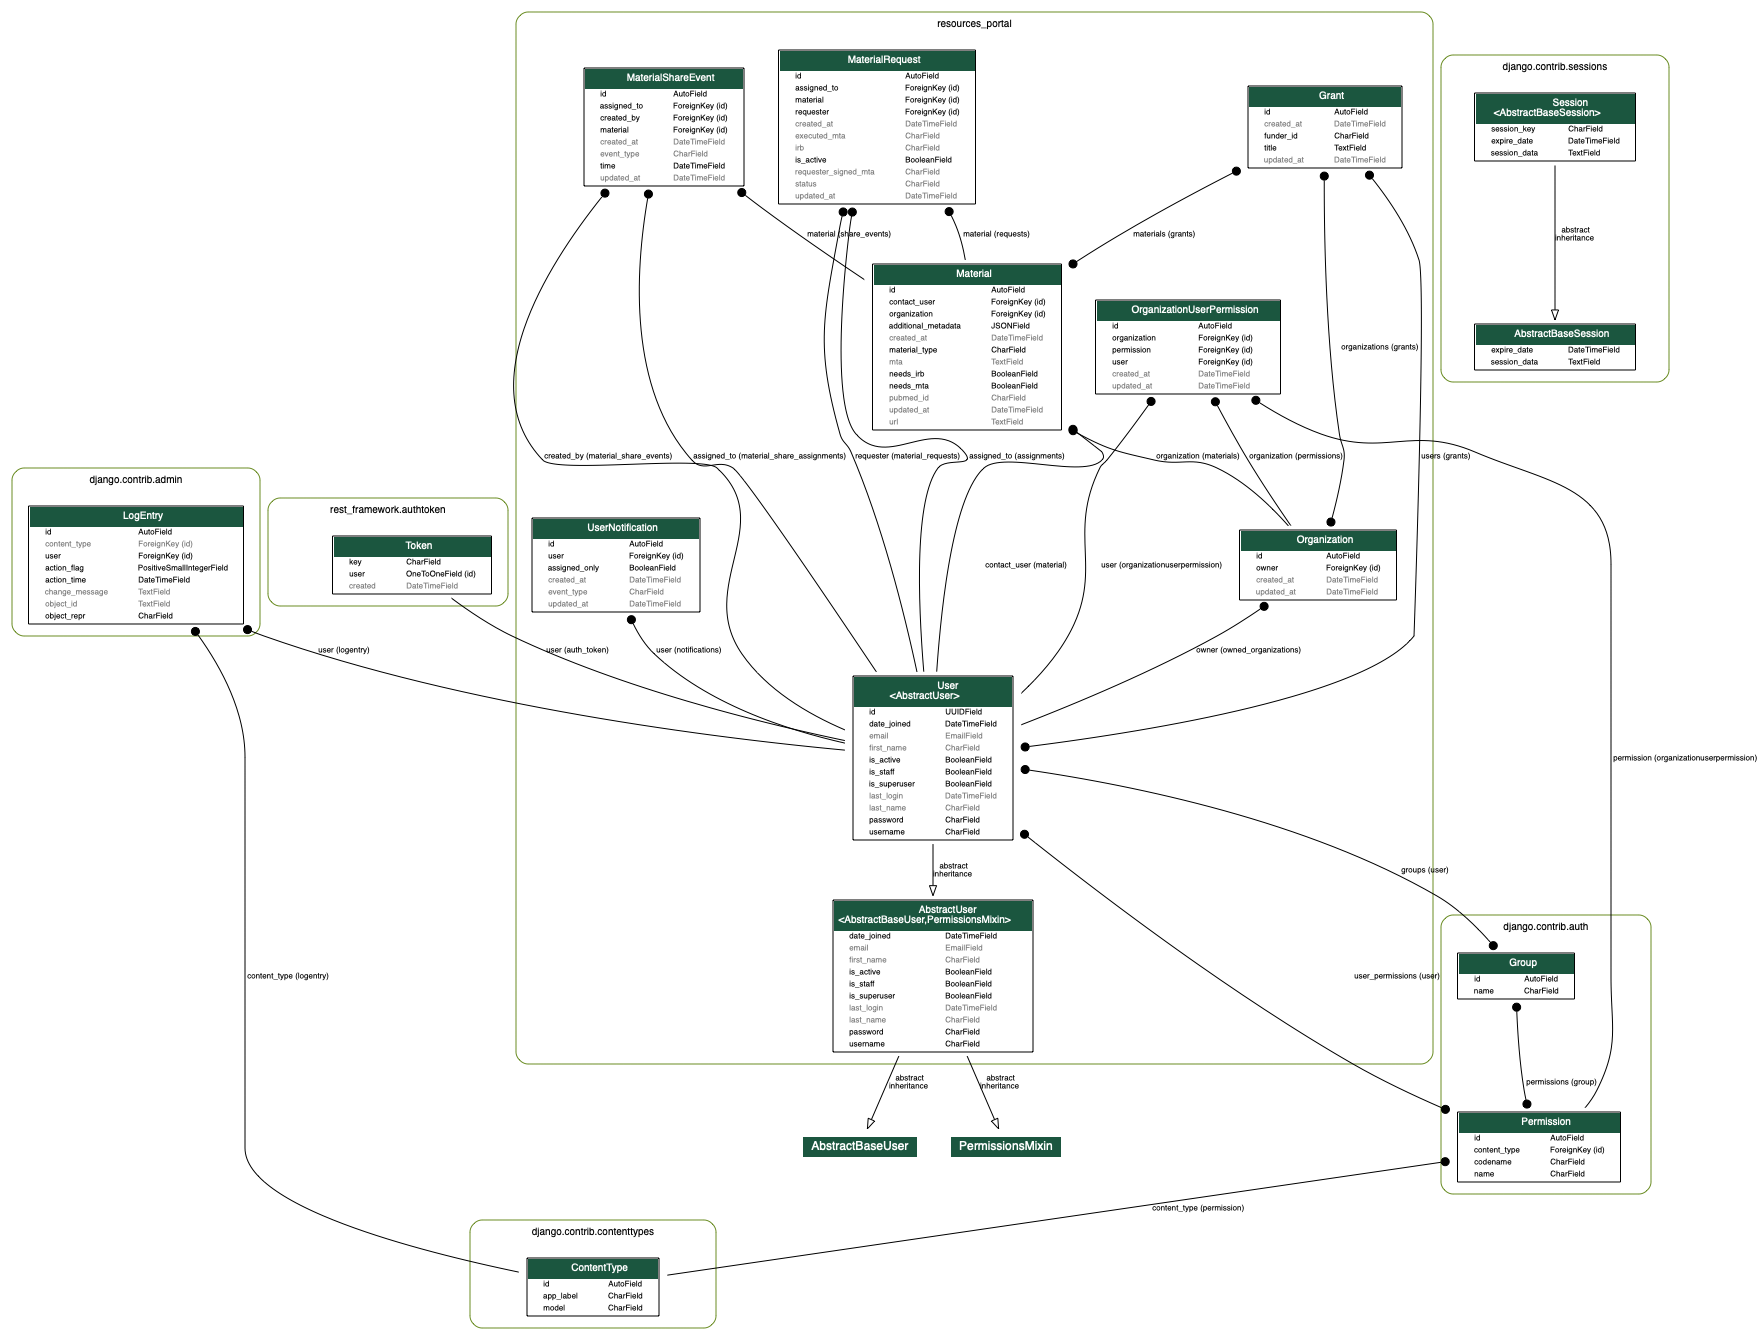 resources_portal
MaterialShareEvent
id AutoField
assigned_to ForeignKey (id)
created_by ForeignKey (id)
material ForeignKey (id)
created_at DateTimeField
event_type CharField
time DateTimeField
updated_at DateTimeField
MaterialRequest
id AutoField
assigned_to ForeignKey (id)
material ForeignKey (id)
requester ForeignKey (id)
created_at DateTimeField
executed_mta CharField
irb CharField
is_active BooleanField
requester_signed_mta CharField
status CharField
updated_at DateTimeField
Grant
id AutoField
created_at DateTimeField
funder_id CharField
title TextField
updated_at DateTimeField
django.contrib.sessions
Session
<AbstractBaseSession>
session_key CharField
expire_date DateTimeField
session_data TextField
abstract
inheritance
AbstractBaseSession
expire_date DateTimeField
session_data TextField
material (share_events)
material (requests)
materials (grants)
Material
id AutoField
contact_user ForeignKey (id)
organization ForeignKey (id)
additional_metadata JSONField
created_at DateTimeField
material_type CharField
mta TextField
needs_irb BooleanField
needs_mta BooleanField
pubmed_id CharField
updated_at DateTimeField
url TextField
OrganizationUserPermission
id AutoField
organization ForeignKey (id)
permission ForeignKey (id)
user ForeignKey (id)
created_at DateTimeField
updated_at DateTimeField
organizations (grants)
created_by (material_share_events)
assigned_to (material_share_assignments)
requester (material_requests)
assigned_to (assignments)
organization (materials)
organization (permissions)
users (grants)
django.contrib.admin
LogEntry
id AutoField
content_type ForeignKey (id)
user ForeignKey (id)
action_flag PositiveSmallIntegerField
action_time DateTimeField
change_message TextField
object_id TextField
object_repr CharField
rest_framework.authtoken
Token
key CharField
user OneToOneField (id)
created DateTimeField
UserNotification
id AutoField
user ForeignKey (id)
assigned_only BooleanField
created_at DateTimeField
event_type CharField
updated_at DateTimeField
Organization
id AutoField
owner ForeignKey (id)
created_at DateTimeField
updated_at DateTimeField
contact_user (material)
user (organizationuserpermission)
user (logentry)
user (auth_token)
user (notifications)
owner (owned_organizations)
User
<AbstractUser>
id UUIDField
date_joined DateTimeField
email EmailField
first_name CharField
is_active BooleanField
is_staff BooleanField
is_superuser BooleanField
last_login DateTimeField
last_name CharField
password CharField
username CharField
permission (organizationuserpermission)
abstract
inheritance
groups (user)
AbstractUser
<AbstractBaseUser,PermissionsMixin>
date_joined DateTimeField
email EmailField
first_name CharField
is_active BooleanField
is_staff BooleanField
is_superuser BooleanField
last_login DateTimeField
last_name CharField
password CharField
username CharField
content_type (logentry)
user_permissions (user)
django.contrib.auth
Group
id AutoField
name CharField
permissions (group)
Permission
id AutoField
content_type ForeignKey (id)
codename CharField
name CharField
abstract
inheritance
abstract
inheritance
AbstractBaseUser
PermissionsMixin
content_type (permission)
django.contrib.contenttypes
ContentType
id AutoField
app_label CharField
model CharField